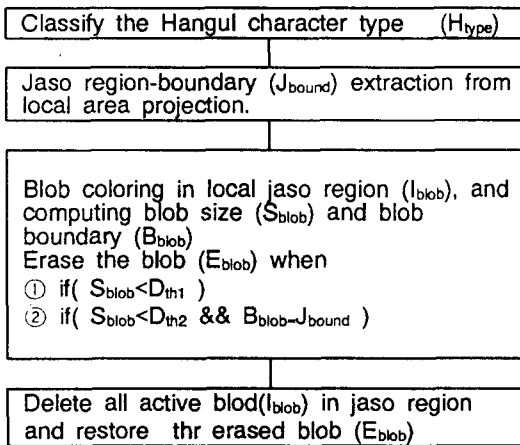 Classify the Hangul character type (Htype)
Jaso region-boundary (Jbound) extraction from
local area projection.
Blob coloring in local jaso region (Iblob), and
computing blob size (Sblob) and blob
boundary (Bblob)
Erase the blob (Eblob) when
① if( Sblob<Dth1 )
② if( Sblob<Dth2 && Bblob-Jbound )
Delete all active blod(Iblob) in jaso region
and restore thr erased blob (Eblob)